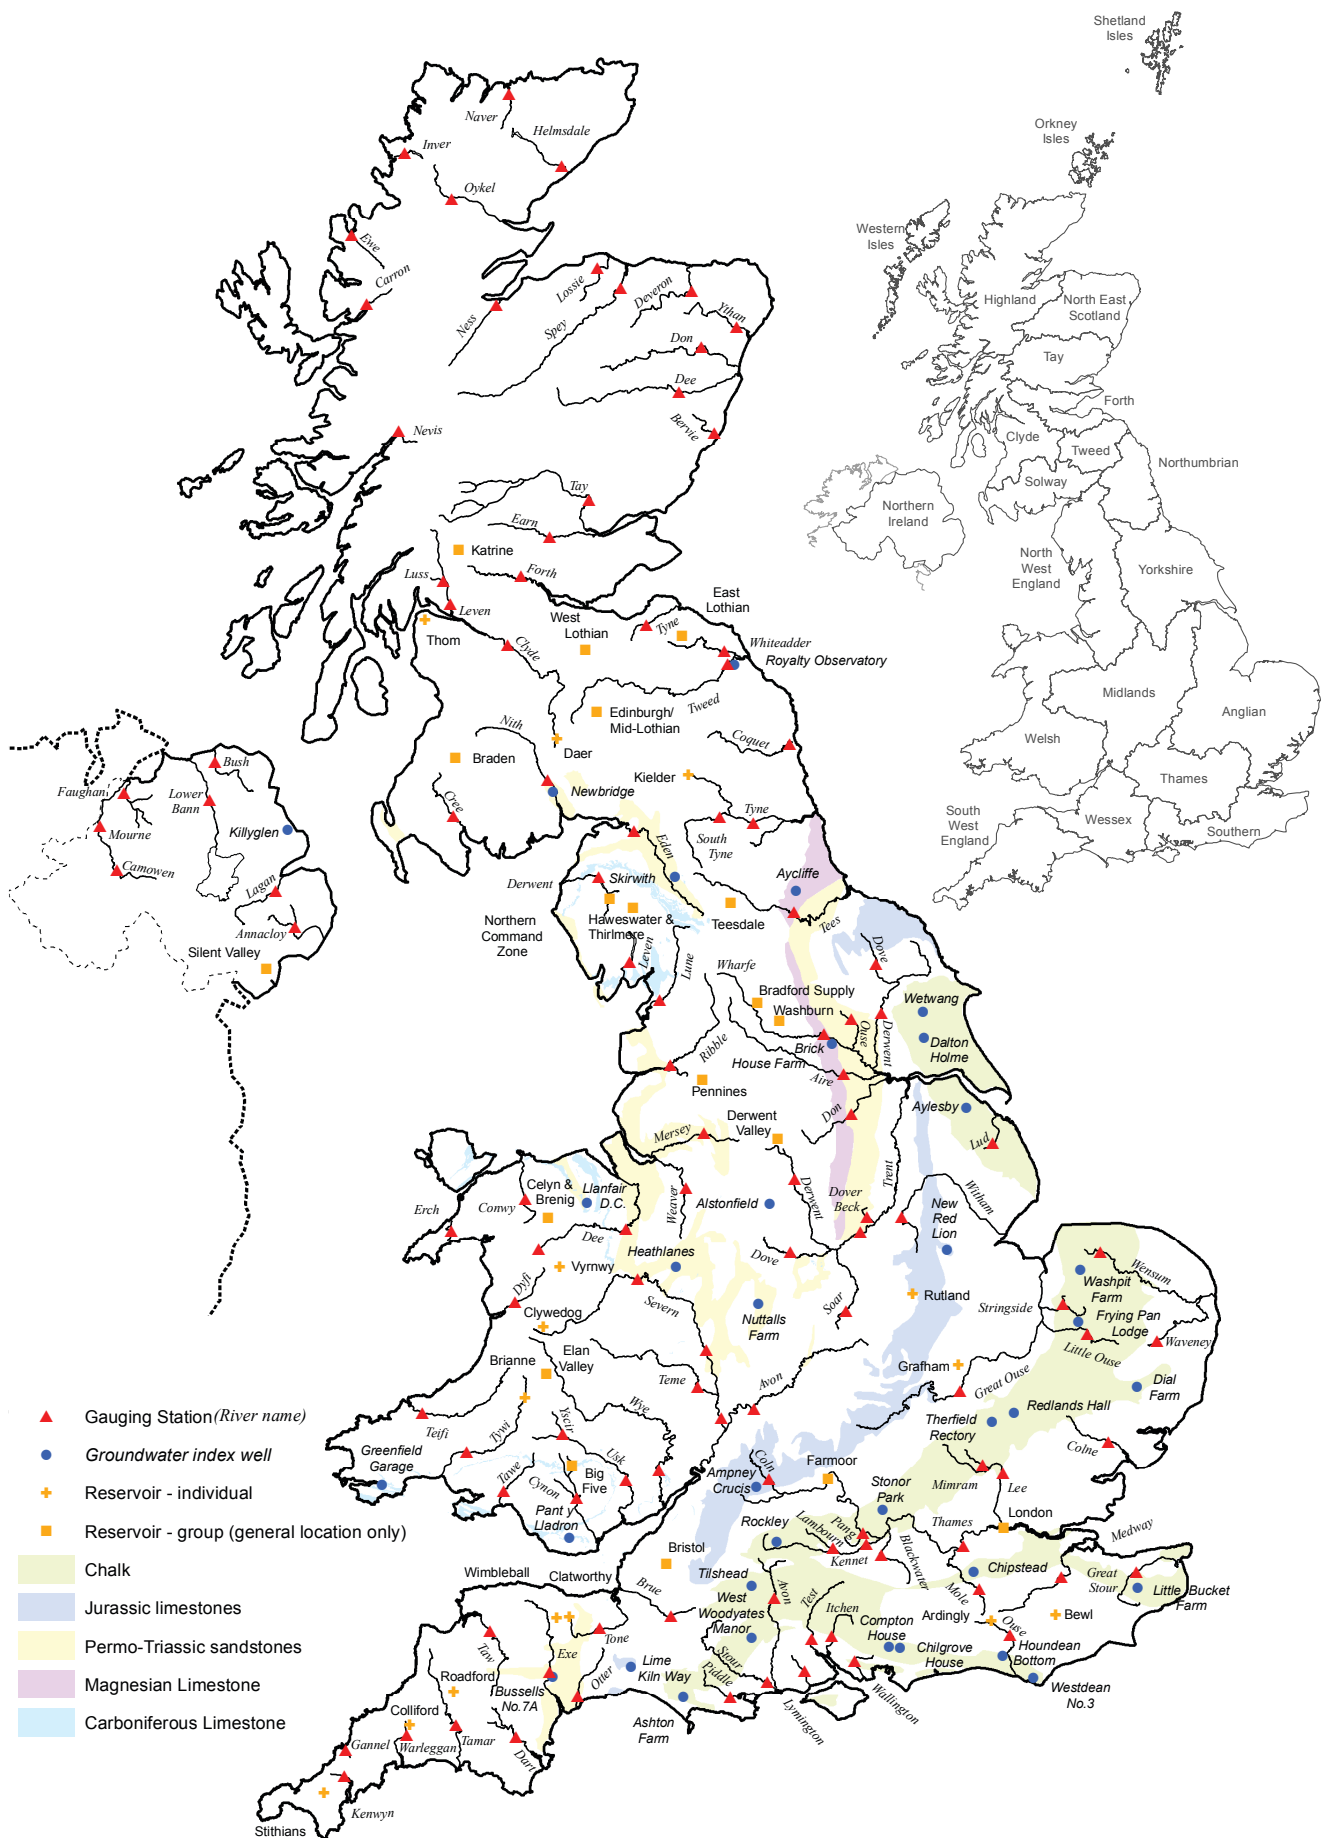 Shetland
Isles
Orkney
Isles
Western
Isles
Highland
North East
Scotland
Tay
Forth
Clyde
Tweed
Northumbrian
Solway
Northern
Ireland
North
West
England
Yorkshire
Midlands
Anglian
Welsh
Thames
South
West
England
Wessex
Southern
Naver
Helmsdale
Inver
Oykel
Ewe
Carron
Lossie
Deveron
Ythan
Ness
Spey
Don
Dee
Bervie
Nevis
Tay
Earn
Katrine
Forth
Luss
Leven
Thom
West
Lothian
East
Lothian
Tyne
Whiteadder
Royalty Observatory
Clyde
Edinburgh/
Mid-Lothian
Tweed
Nith
Daer
Braden
Coquet
Kielder
Newbridge
Cree
Tyne
South
Tyne
Bush
Faughan
Lower
Bann
Killyglen
Mourne
Camowen
Lagan
Annacloy
Silent Valley
Eden
Derwent
Skirwith
Aycliffe
Northern
Command
Zone
Haweswater &
Thirlmere
Teesdale
Tees
Leven
Lune
Dove
Wharfe
Bradford Supply
Washburn
Wetwang
Ouse
Derwent
Dalton
Holme
Ribble
Brick
House Farm
Aire
Pennines
Derwent
Valley
Don
Aylesby
Lud
Mersey
Celyn &
Brenig
Llanfair
D.C.
Weaver
Alstonfield
Derwent
Dover
Beck
Trent
New
Red
Lion
Witham
Erch
Conwy
Dee
Heathlanes
Dove
Vyrnwy
Dyfi
Clywedog
Severn
Nuttalls
Farm
Soar
Rutland
Stringside
Washpit
Farm
Wensum
Frying Pan
Lodge
Little Ouse
Waveney
Brianne
Elan
Valley
Teme
Avon
Grafham
Great Ouse
Dial
Farm
Redlands Hall
Therfield
Rectory
Colne
Teifi
Tywi
Yscir
Wye
Greenfield
Garage
Tawe
Cynon
Big
Five
Usk
Pant y
Lladron
Coln
Ampney
Crucis
Farmoor
Stonor
Park
Mimram
Lee
London
Thames
Medway
Rockley
Lambourn
Pang
Kennet
Blackwater
Bristol
Wimbleball
Clatworthy
Brue
Tilshead
West
Woodyates
Manor
Avon
Test
Itchen
Chipstead
Mole
Great
Stour
Little Bucket
Farm
Compton
House
Ardingly
Bewl
Ouse
Chilgrove
House
Houndean
Bottom
Westdean
No.3
Taw
Tone
Exe
Lime
Kiln Way
Stour
Piddle
Otter
Bussells
No.7A
Roadford
Colliford
Ashton
Farm
Lymington
Wallington
Gannel
Warleggan
Tamar
Dart
Kenwyn
Stithians
Gauging Station (River name)
Groundwater index well
Reservoir - individual
Reservoir - group (general location only)
Chalk
Jurassic limestones
Permo-Triassic sandstones
Magnesian Limestone
Carboniferous Limestone